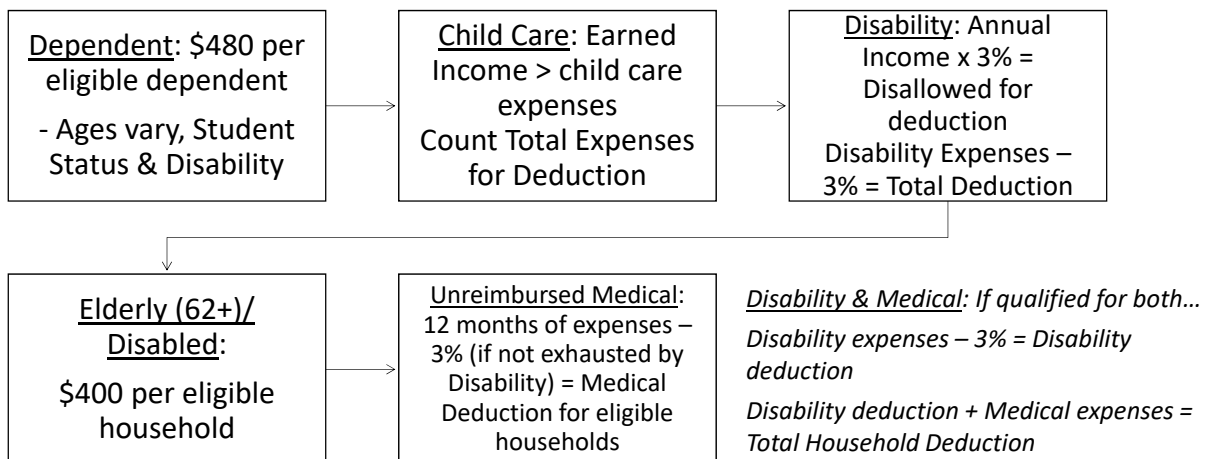 Dependent: $480 per
eligible dependent
- Ages vary, Student
Status & Disability
Child Care: Earned
Income > child care
expenses
Count Total Expenses
for Deduction
Disability: Annual
Income x 3% =
Disallowed for
deduction
Disability Expenses –
3% = Total Deduction
Elderly (62+)/
Disabled:
$400 per eligible
household
Unreimbursed Medical:
12 months of expenses –
3% (if not exhausted by
Disability) = Medical
Deduction for eligible
households
Disability & Medical: If qualified for both…
Disability expenses – 3% = Disability
deduction
Disability deduction + Medical expenses =
Total Household Deduction